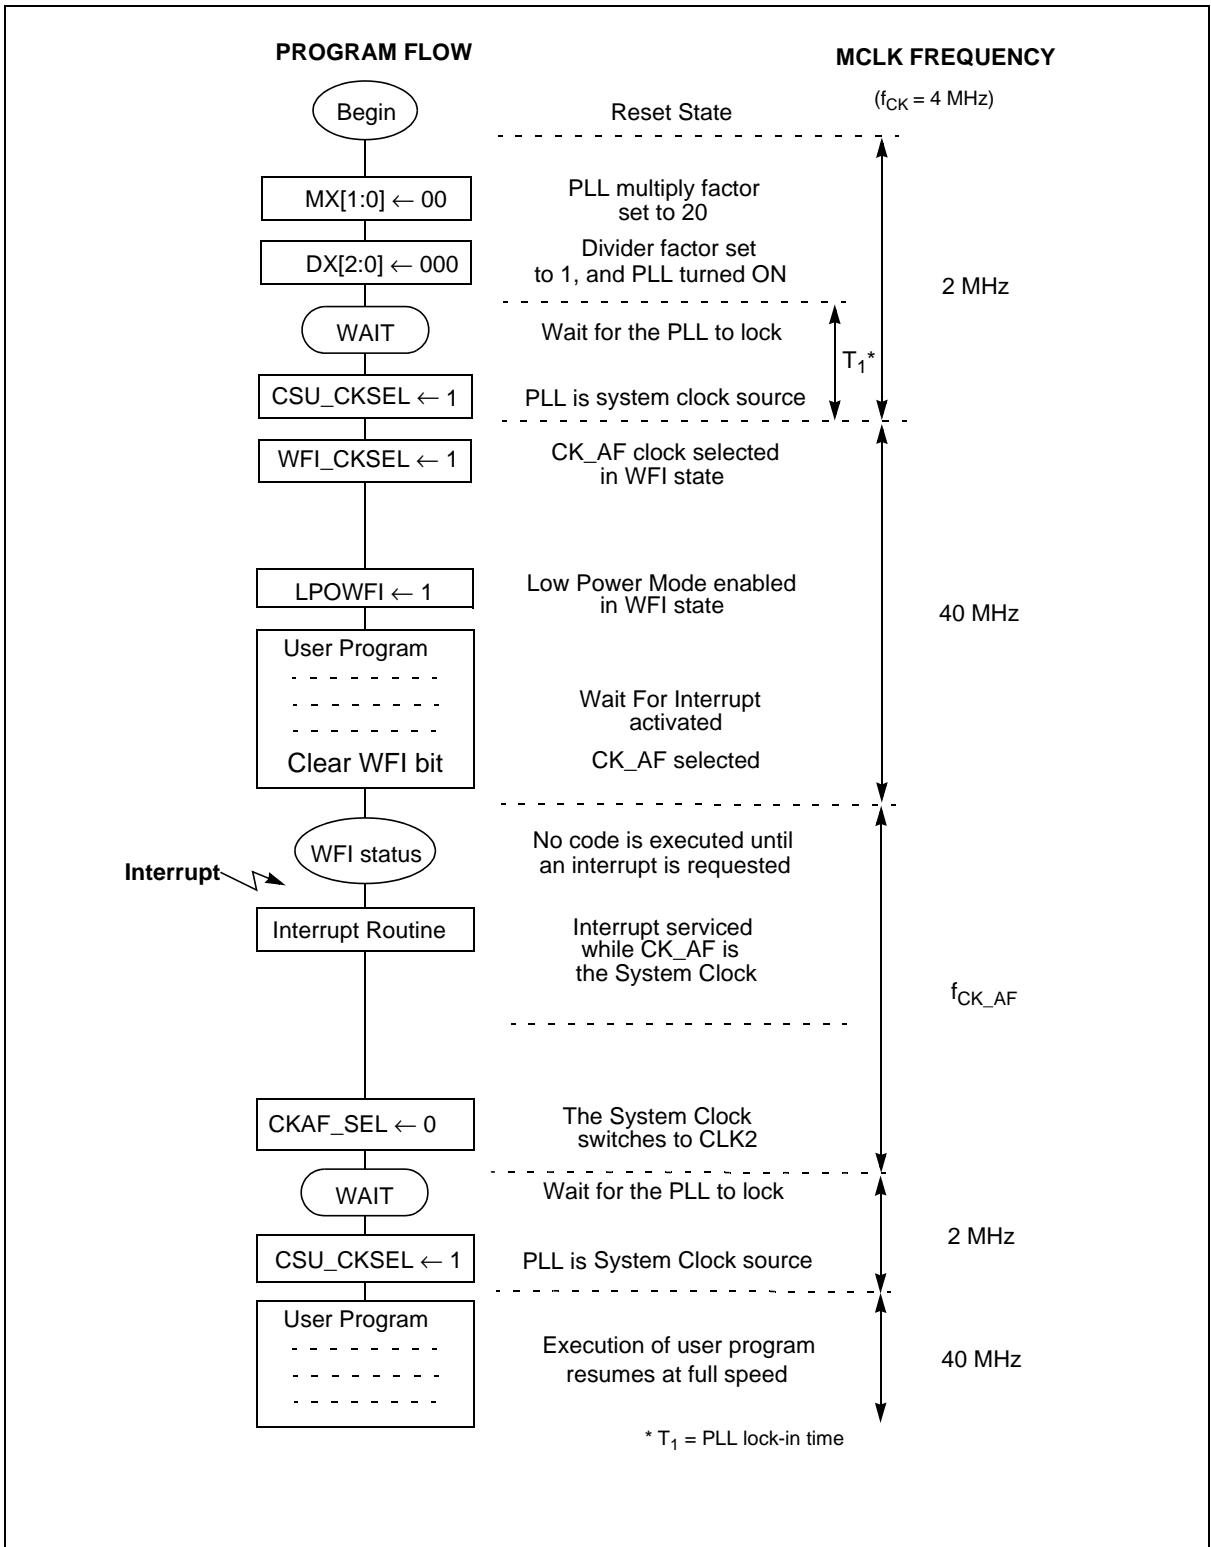 PROGRAM FLOW
MCLK FREQUENCY
(fCK = 4 MHz)
Begin
Reset State
MX[1:0] ← 00
PLL multiply factor
set to 20
DX[2:0] ← 000
Divider factor set
to 1, and PLL turned ON
2 MHz
WAIT
Wait for the PLL to lock
T1*
CSU_CKSEL ← 1
PLL is system clock source
WFI_CKSEL ← 1
CK_AF clock selected
in WFI state
LPOWFI ← 1
Low Power Mode enabled
in WFI state
40 MHz
User Program
Wait For Interrupt
activated
Clear WFI bit
CK_AF selected
WFI status
No code is executed until
an interrupt is requested
Interrupt
Interrupt Routine
Interrupt serviced
while CK_AF is
the System Clock
fCK_AF
CKAF_SEL ← 0
The System Clock
switches to CLK2
WAIT
Wait for the PLL to lock
2 MHz
CSU_CKSEL ← 1
PLL is System Clock source
User Program
Execution of user program
resumes at full speed
40 MHz
* T1 = PLL lock-in time